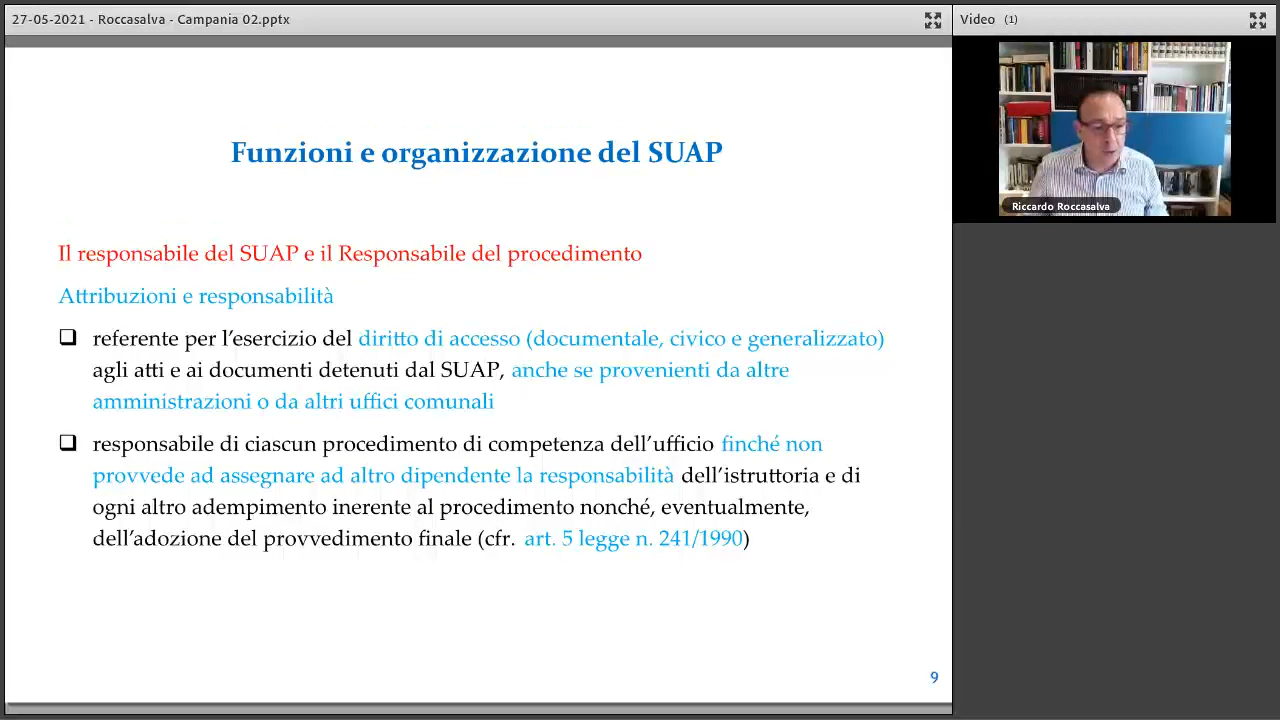 27-05-2021 - Roccasalva - Campania 02.pptx
Video (1)
Riccardo Roccasalva
Funzioni e organizzazione del SUAP
Il responsabile del SUAP e il Responsabile del procedimento
Attribuzioni e responsabilità
referente per l’esercizio del diritto di accesso (documentale, civico e generalizzato)
agli atti e ai documenti detenuti dal SUAP, anche se provenienti da altre
amministrazioni o da altri uffici comunali
responsabile di ciascun procedimento di competenza dell’ufficio finché non
provvede ad assegnare ad altro dipendente la responsabilità dell’istruttoria e di
ogni altro adempimento inerente al procedimento nonché, eventualmente,
dell’adozione del provvedimento finale (cfr. art. 5 legge n. 241/1990)
9